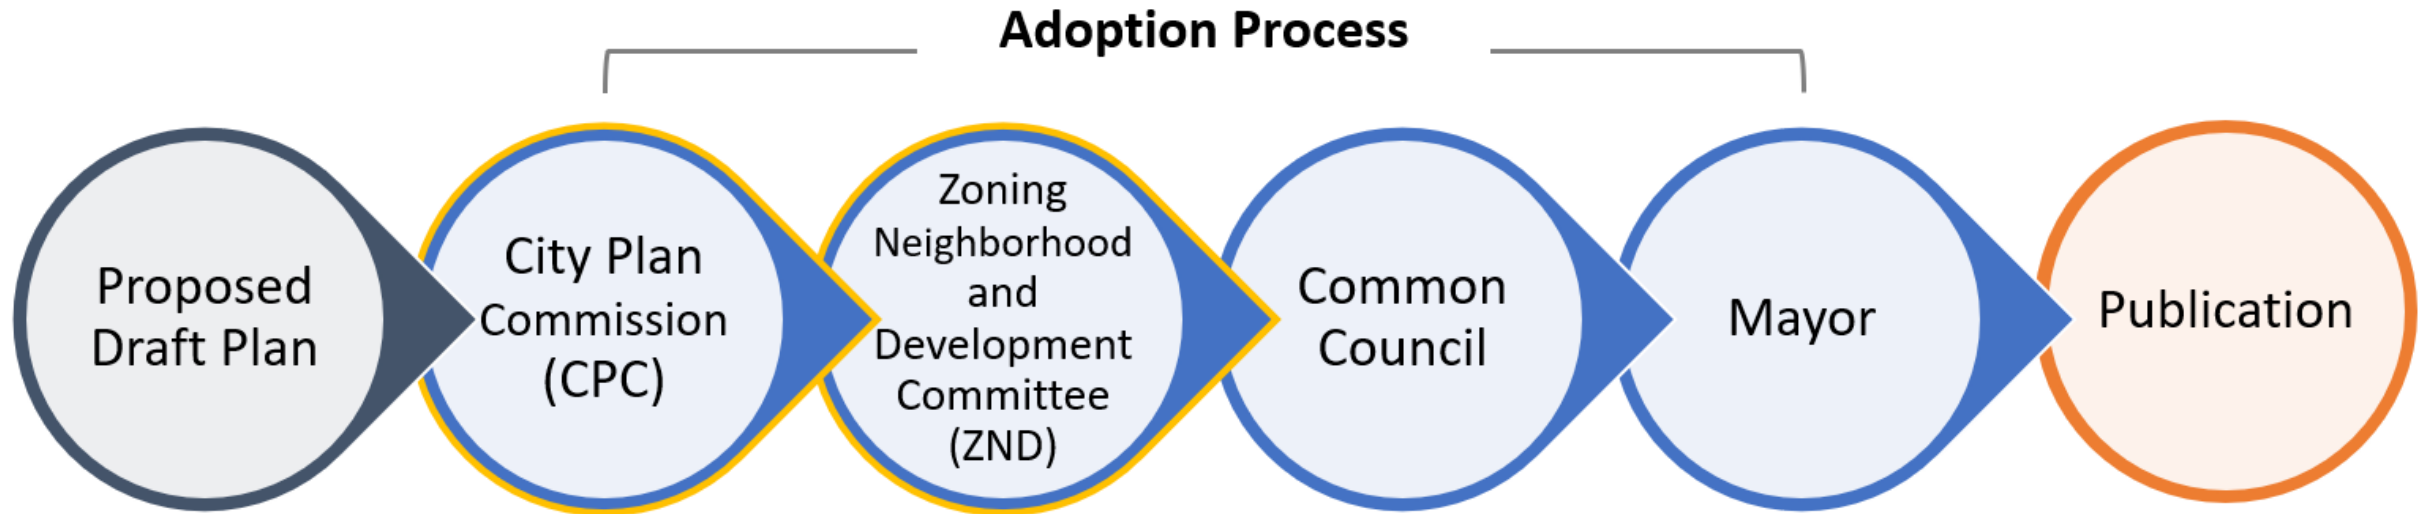 Adoption Process
Proposed
Draft Plan
City Plan
Commission
(CPC)
Zoning
Neighborhood
and
Development
Committee
(ZND)
Common
Council
Mayor
Publication